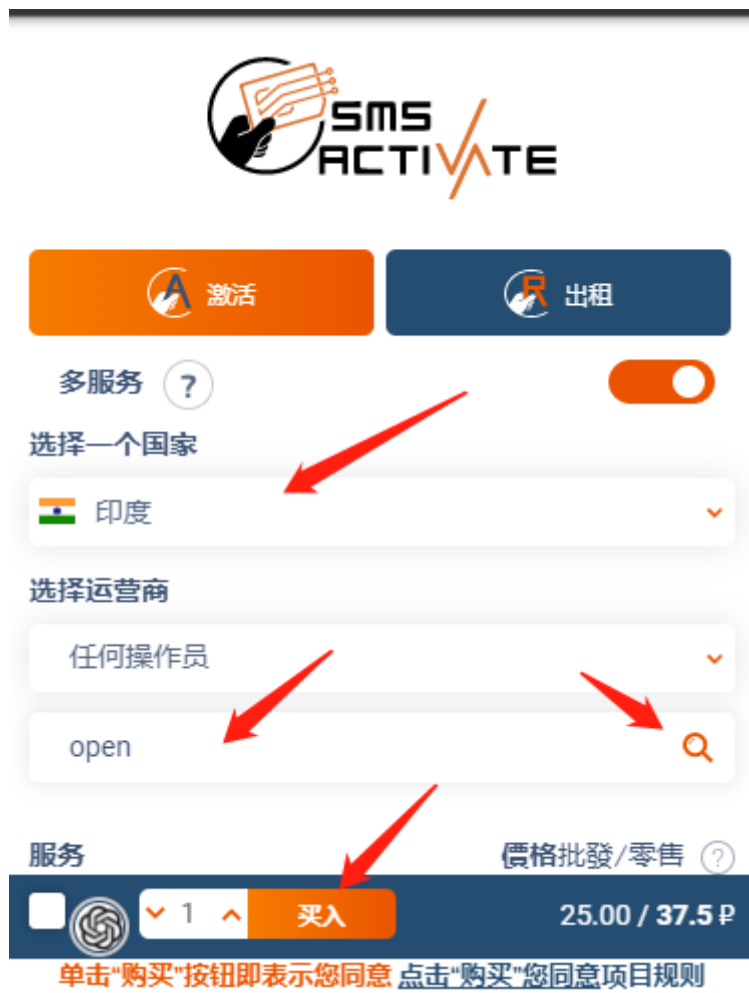 SMS
ACTIVATE
激活
出租
多服务 ?
选择一个国家
印度
选择运营商
任何操作员
open
服务 價格批發/零售 ?
1 买入 25.00 / 37.5 ₽
单击“购买”按钮即表示您同意 点击“购买”您同意项目规则